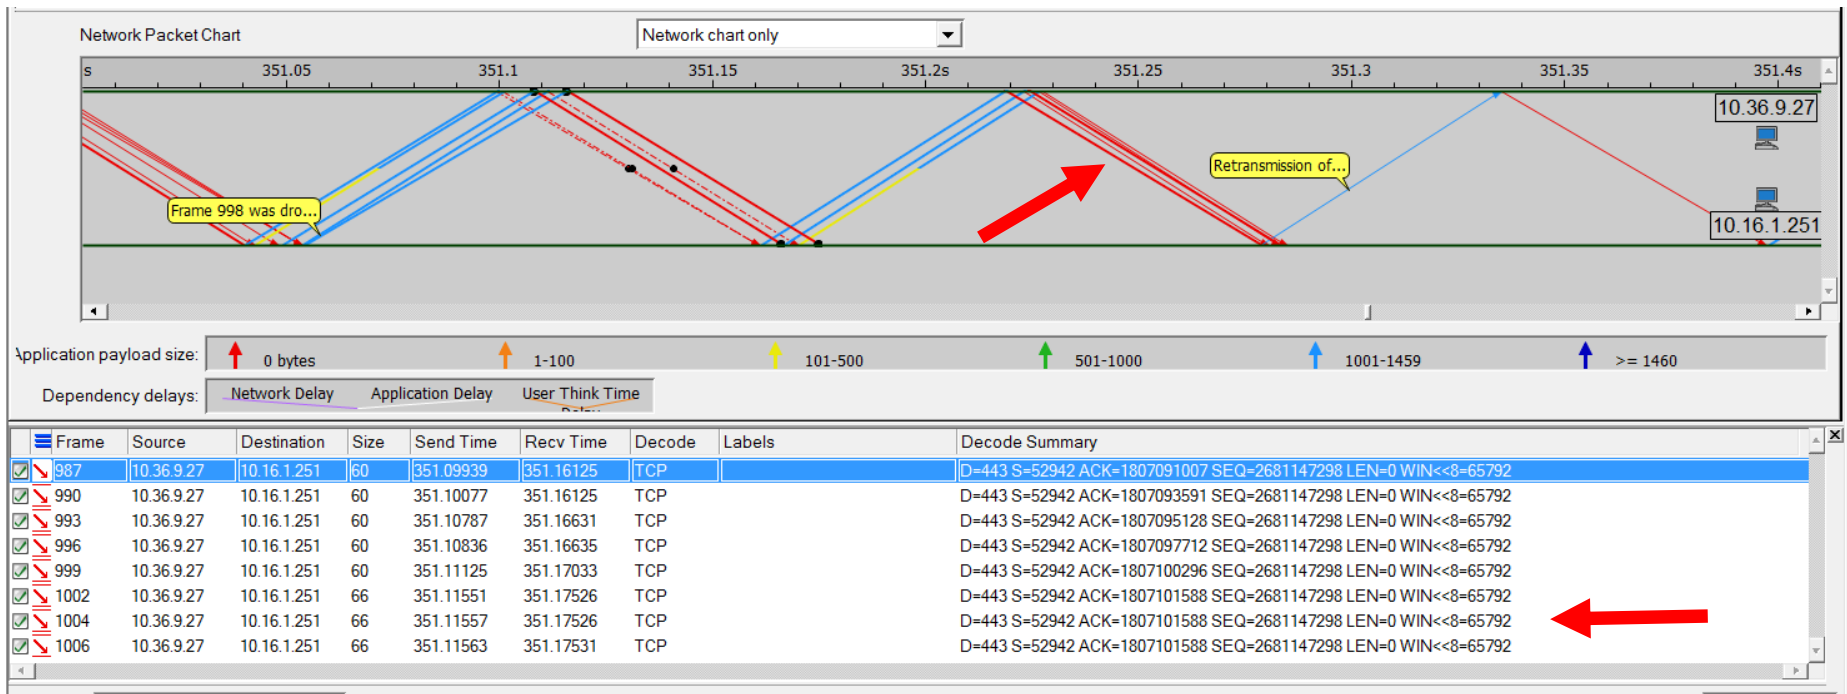 Network Packet Chart Network chart only
s 351.05 351.1 351.15 351.2s 351.25 351.3 351.35 351.4s
10.36.9.27
Retransmission of...
Frame 998 was dro...
10.16.1.251
Application payload size: 0 bytes 1-100 101-500 501-1000 1001-1459 >= 1460
Dependency delays: Network Delay Application Delay User Think Time
Frame Source Destination Size Send Time Recv Time Decode Labels Decode Summary
987 10.36.9.27 10.16.1.251 60 351.09939 351.16125 TCP D=443 S=52942 ACK=1807091007 SEQ=2681147298 LEN=0 WIN<<8=65792
990 10.36.9.27 10.16.1.251 60 351.10077 351.16125 TCP D=443 S=52942 ACK=1807093591 SEQ=2681147298 LEN=0 WIN<<8=65792
993 10.36.9.27 10.16.1.251 60 351.10787 351.16631 TCP D=443 S=52942 ACK=1807095128 SEQ=2681147298 LEN=0 WIN<<8=65792
996 10.36.9.27 10.16.1.251 60 351.10836 351.16635 TCP D=443 S=52942 ACK=1807097712 SEQ=2681147298 LEN=0 WIN<<8=65792
999 10.36.9.27 10.16.1.251 60 351.11125 351.17033 TCP D=443 S=52942 ACK=1807100296 SEQ=2681147298 LEN=0 WIN<<8=65792
1002 10.36.9.27 10.16.1.251 66 351.11551 351.17526 TCP D=443 S=52942 ACK=1807101588 SEQ=2681147298 LEN=0 WIN<<8=65792
1004 10.36.9.27 10.16.1.251 66 351.11557 351.17526 TCP D=443 S=52942 ACK=1807101588 SEQ=2681147298 LEN=0 WIN<<8=65792
1006 10.36.9.27 10.16.1.251 66 351.11563 351.17531 TCP D=443 S=52942 ACK=1807101588 SEQ=2681147298 LEN=0 WIN<<8=65792